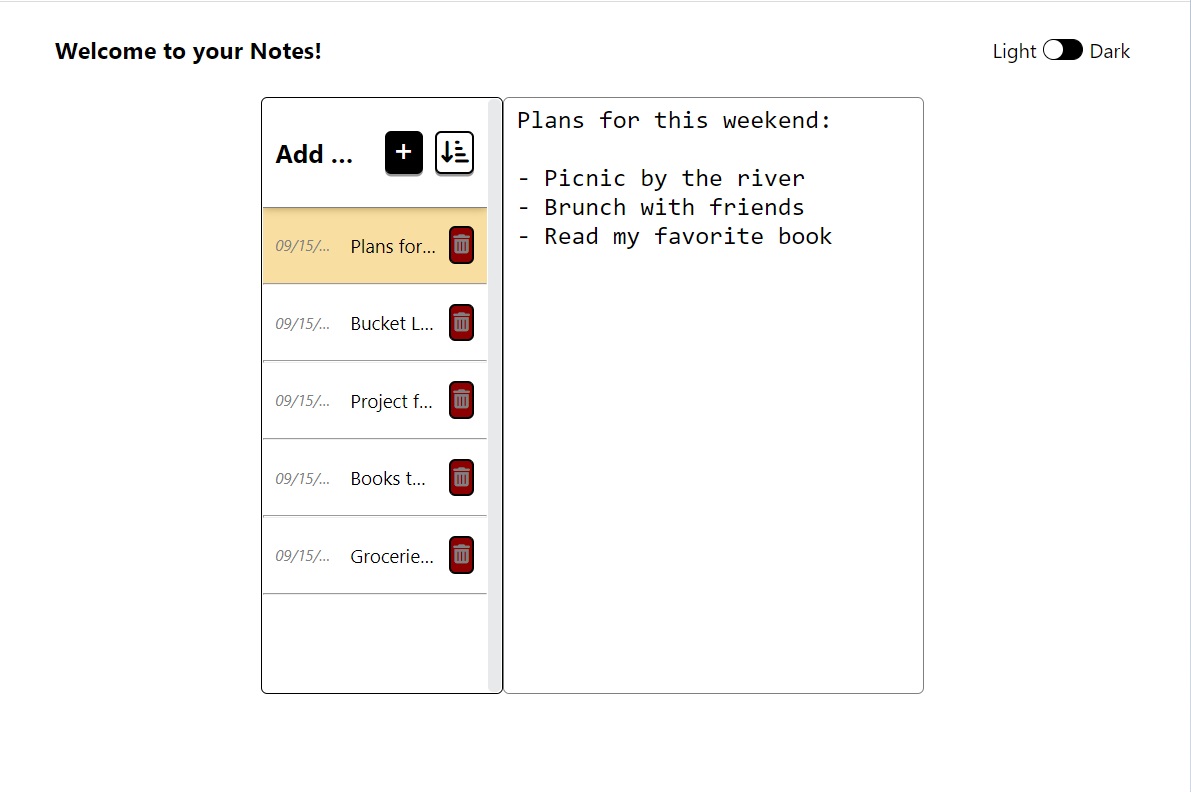 Welcome to your Notes!
Light Dark
Add ...
09/15/... Plans for...
09/15/... Bucket L...
09/15/... Project f...
09/15/... Books t...
09/15/... Grocerie...
Plans for this weekend:
- Picnic by the river
- Brunch with friends
- Read my favorite book